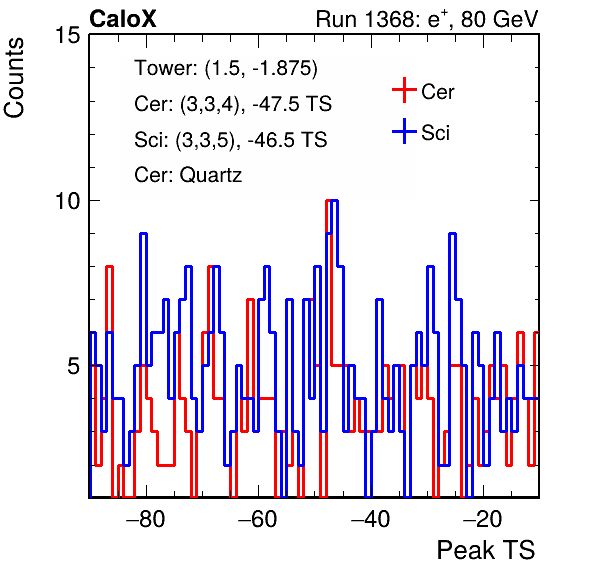 CaloX Run 1368: e+, 80 GeV
Counts
15
Tower: (1.5, -1.875)
Cer: (3,3,4), -47.5 TS
Sci: (3,3,5), -46.5 TS
Cer: Quartz
Cer
Sci
10
5
−80 −60 −40 −20
Peak TS